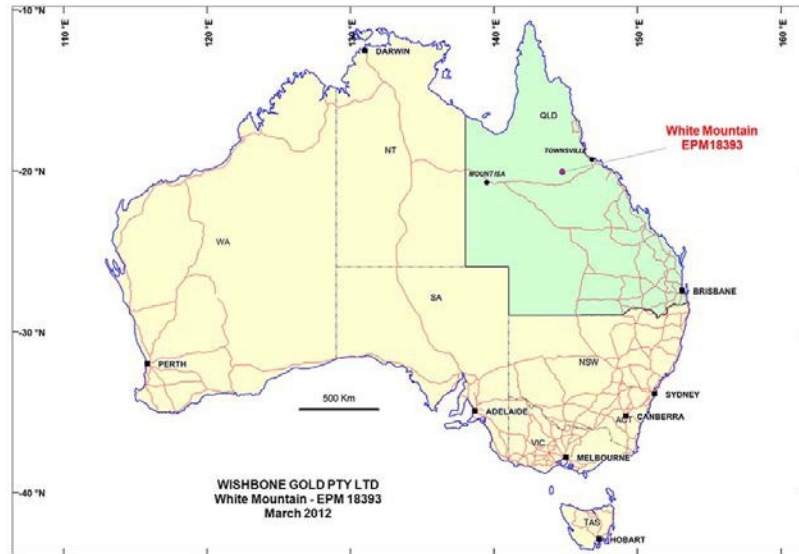 110 °E
120 °E
130 °E
140 °E
150 °E
160 °E
-10 °N
DARWIN
QLD
White Mountain
EPM18393
NT
TOWNSVILLE
-20 °N
MOUNT ISA
WA
SA
BRISBANE
-30 °N
NSW
PERTH
500 Km
SYDNEY
ADELAIDE
ACT
CANBERRA
VIC
MELBOURNE
WISHBONE GOLD PTY LTD
White Mountain - EPM 18393
March 2012
-40 °N
TAS
HOBART